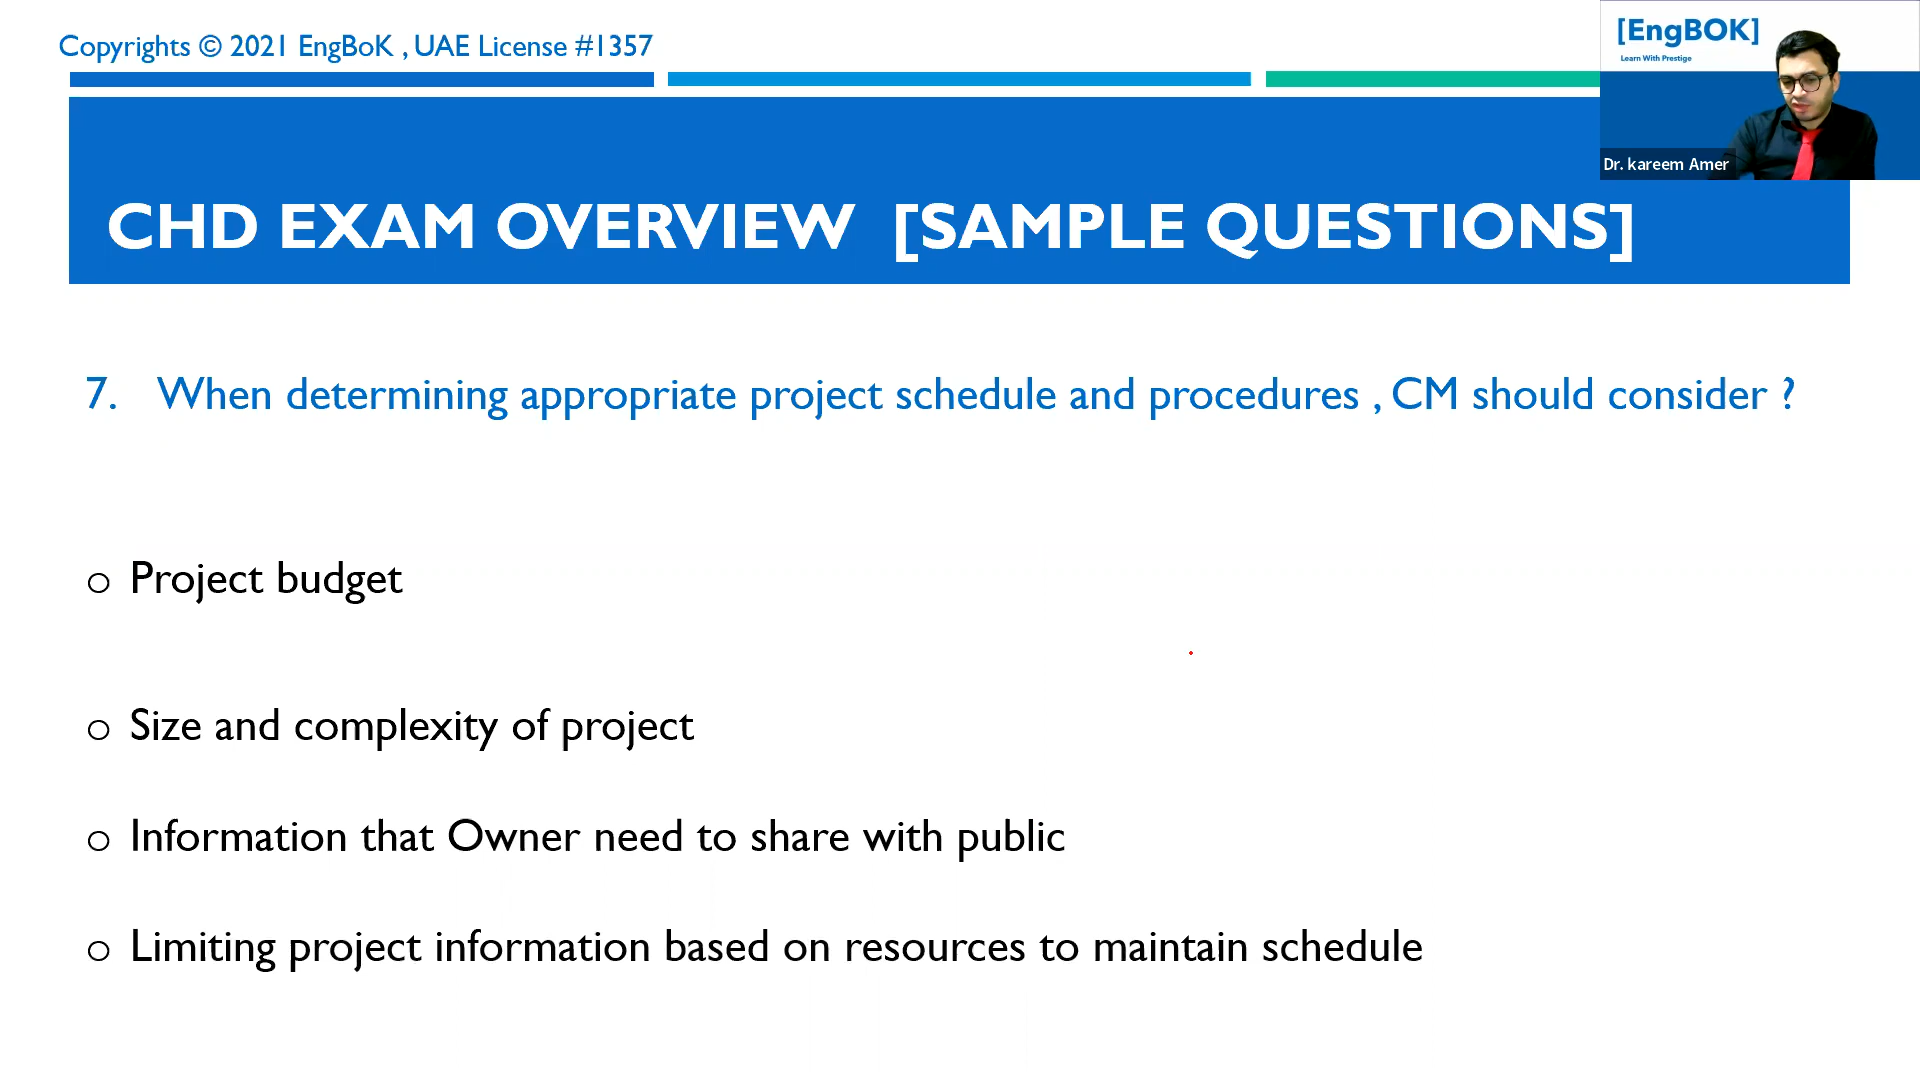 Copyrights © 2021 EngBoK , UAE License #1357
[EngBOK]
Learn With Prestige
Dr. kareem Amer
CHD EXAM OVERVIEW [SAMPLE QUESTIONS]
7. When determining appropriate project schedule and procedures , CM should consider ?
o Project budget
o Size and complexity of project
o Information that Owner need to share with public
o Limiting project information based on resources to maintain schedule